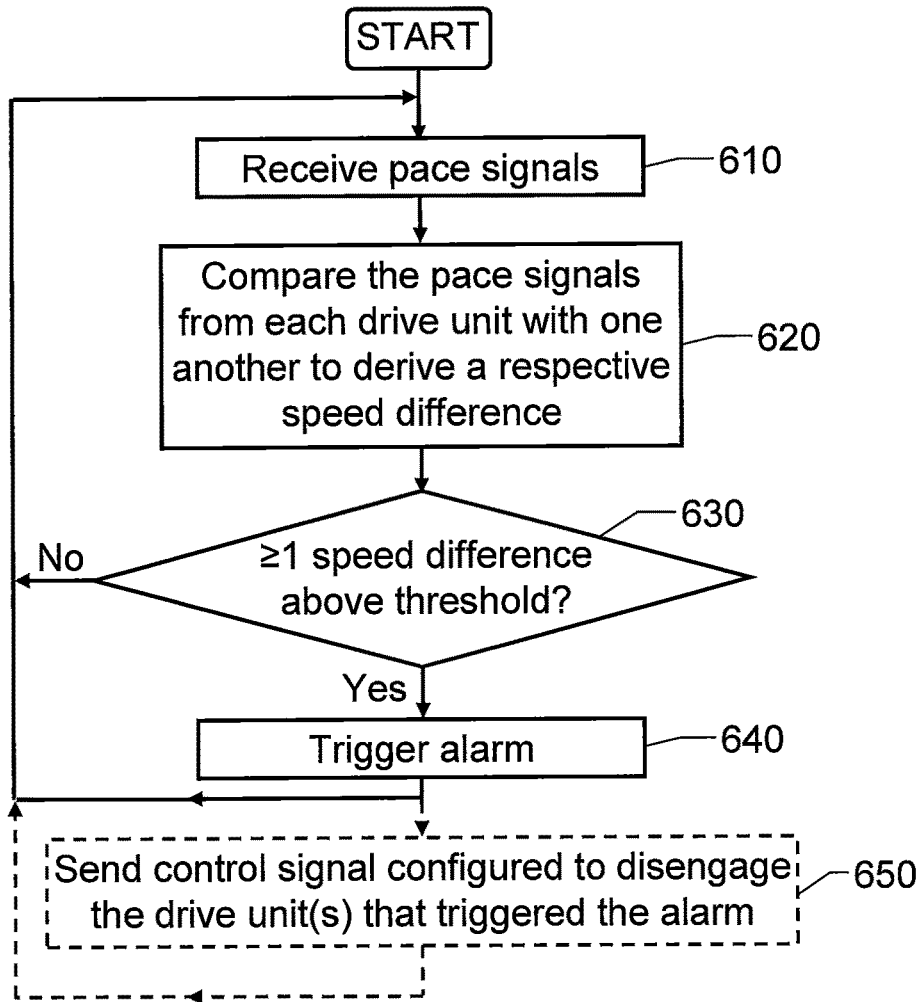 START
Receive pace signals
610
Compare the pace signals
from each drive unit with one
another to derive a respective
speed difference
620
630
≥1 speed difference
above threshold?
No
Yes
Trigger alarm
640
Send control signal configured to disengage
the drive unit(s) that triggered the alarm
650